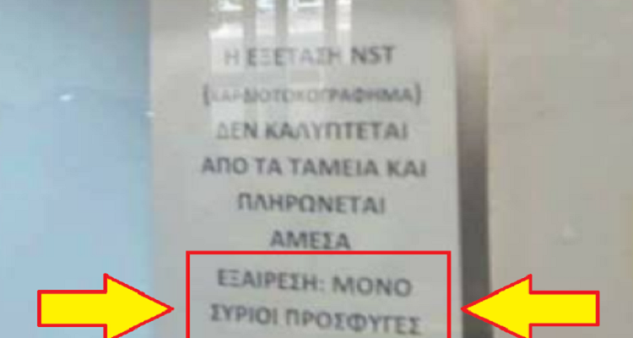 Η ΕΞΕΤΑΣΗ NST
(ΚΑΡΔΙΟΤΟΚΟΓΡΑΦΗΜΑ)
ΔΕΝ ΚΑΛΥΠΤΕΤΑΙ
ΑΠΟ ΤΑ ΤΑΜΕΙΑ ΚΑΙ
ΠΛΗΡΩΝΕΤΑΙ
ΑΜΕΣΑ
ΕΞΑΙΡΕΣΗ: ΜΟΝΟ
ΣΥΡΙΟΙ ΠΡΟΣΦΥΓΕΣ